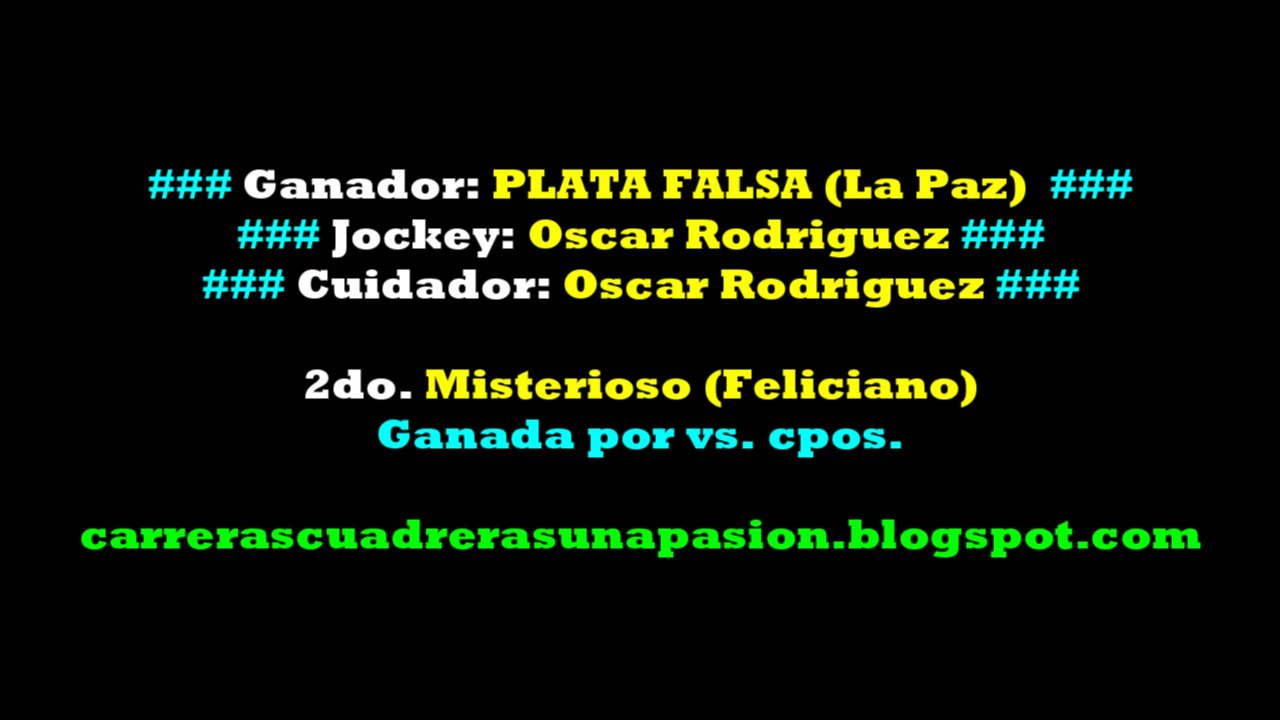 ### Ganador: PLATA FALSA (La Paz) ###
### Jockey: Oscar Rodriguez ###
### Cuidador: Oscar Rodriguez ###
2do. Misterioso (Feliciano)
Ganada por vs. cpos.
carrerascuadrerasunapasion.blogspot.com